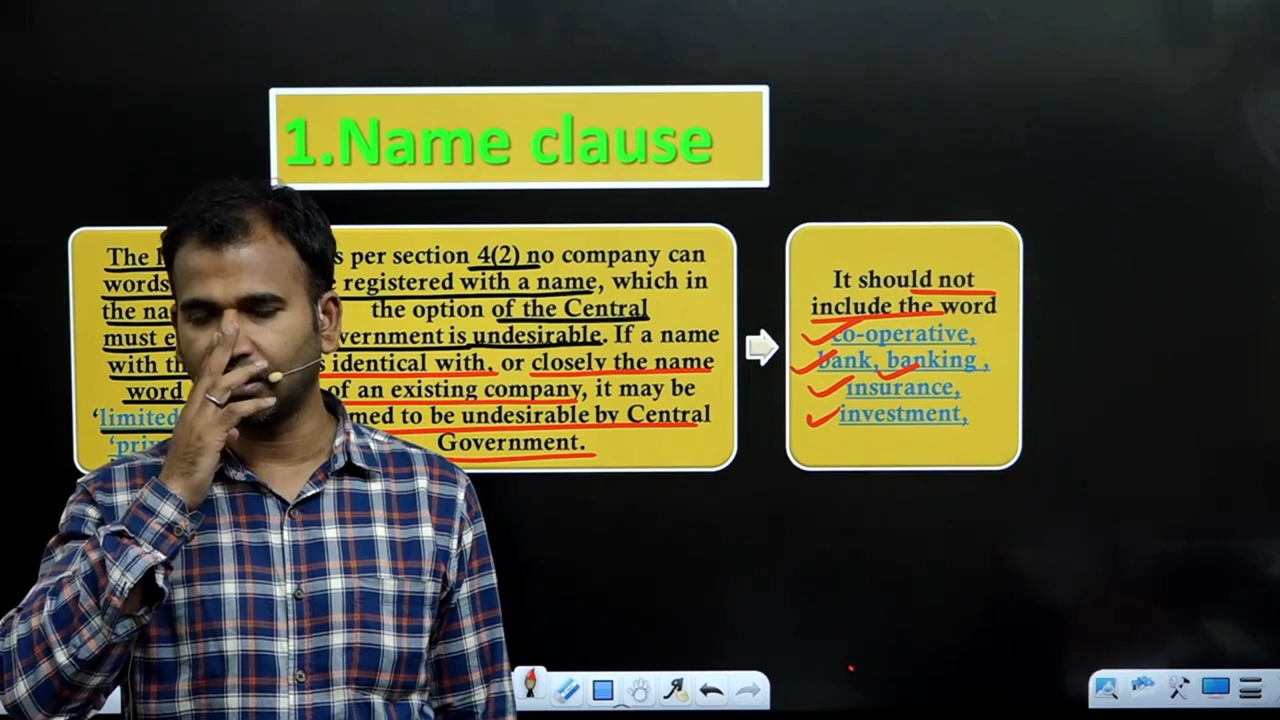 1.Name clause
The
words
the na
must e
with th
word
‘limited
‘priv
s per section 4(2) no company can
registered with a name, which in
the option of the Central
vernment is undesirable. If a name
s identical with, or closely the name
of an existing company, it may be
med to be undesirable by Central
Government.
It should not
include the word
co-operative,
bank, banking ,
insurance,
investment,